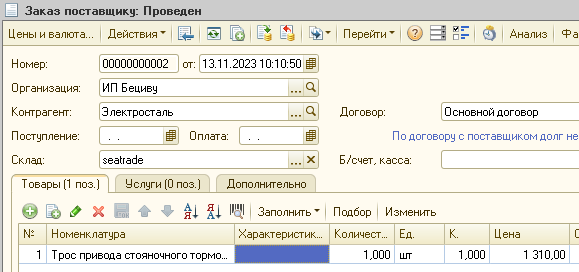 Заказ поставщику: Проведен
Цены и валюта... Действия Перейти ? Анализ
Номер: 00000000002 от: 13.11.2023 10:10:50
Организация: ИП Бециву
Контрагент: Электросталь Договор: Основной договор
Поступление: . . Оплата: . . По договору с поставщиком долг не
Склад: seatrade Б/счет, касса:
Товары (1 поз.) Услуги (0 поз.) Дополнительно
Заполнить Подбор Изменить
№ Номенклатура Характеристик... Количест... Ед. К. Цена
1 Трос привода стояночного тормо... 1,000 шт 1,000 1 310,00